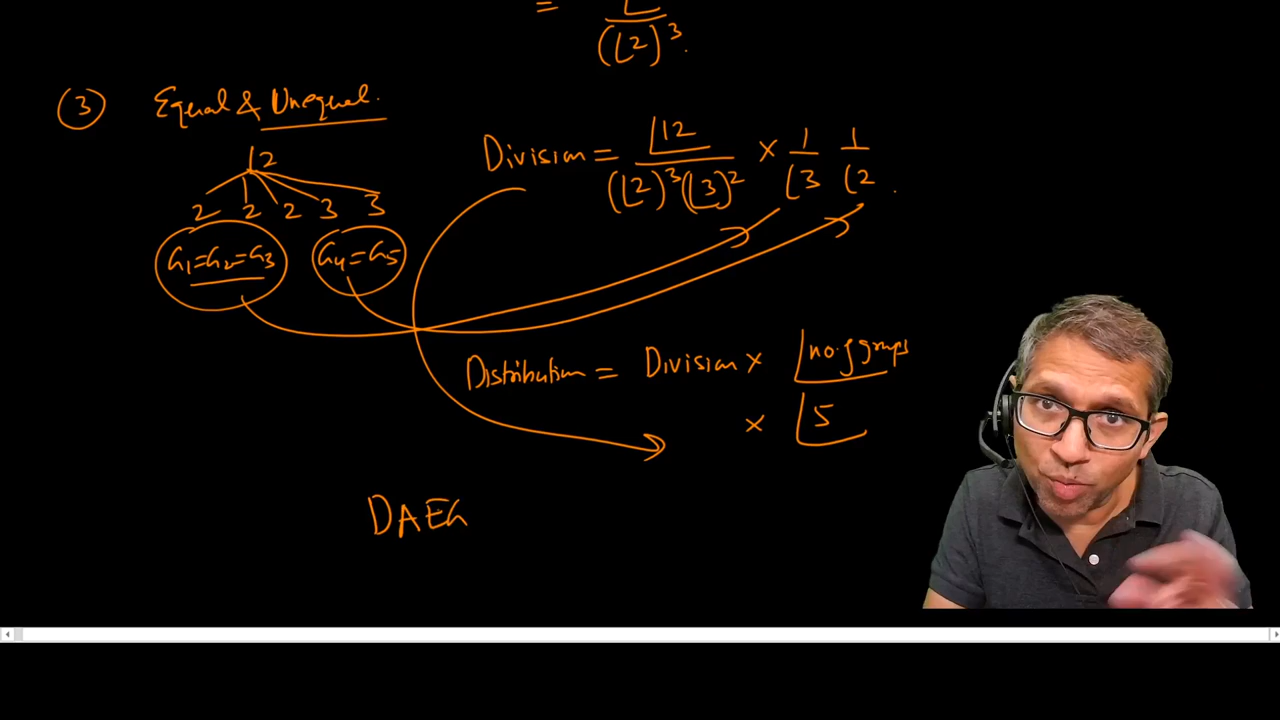 = (⌊2)³.
③ Equal & Unequal.
12
2 2 2 3 3
G₁=G₂=G₃ G₄=G₅
Division = ⌊12 / (⌊2)³(⌊3)² × 1/⌊3 1/⌊2 .
Distribution = Division × ⌊no. of groups
× ⌊5
DAEG